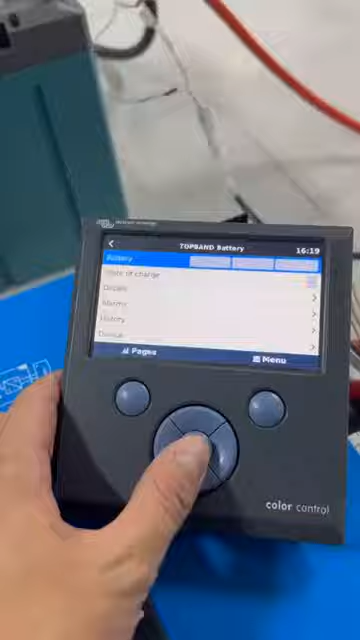 TOPBAND Battery 16:19
Battery
State of charge
Details
Alarms
History
Device
Pages Menu
color control